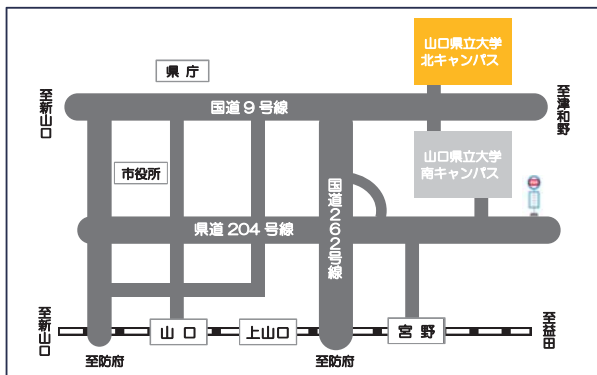 山口県立大学
北キャンパス
県 庁
至新山口
国道9号線
至津和野
山口県立大学
南キャンパス
市役所
国道262号線
県道204号線
至新山口
山 口
上山口
宮 野
至益田
至防府
至防府